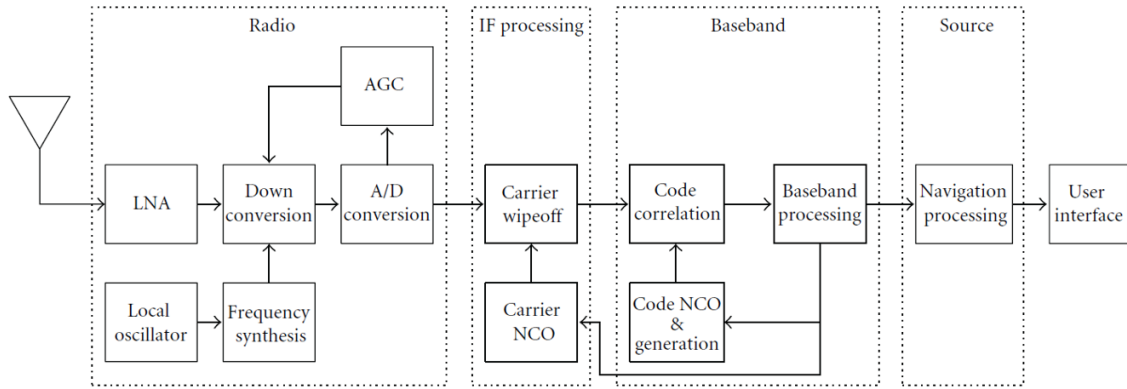 Radio
IF processing
Baseband
Source
AGC
LNA
Down
conversion
A/D
conversion
Carrier
wipeoff
Code
correlation
Baseband
processing
Navigation
processing
User
interface
Local
oscillator
Frequency
synthesis
Carrier
NCO
Code NCO
&
generation